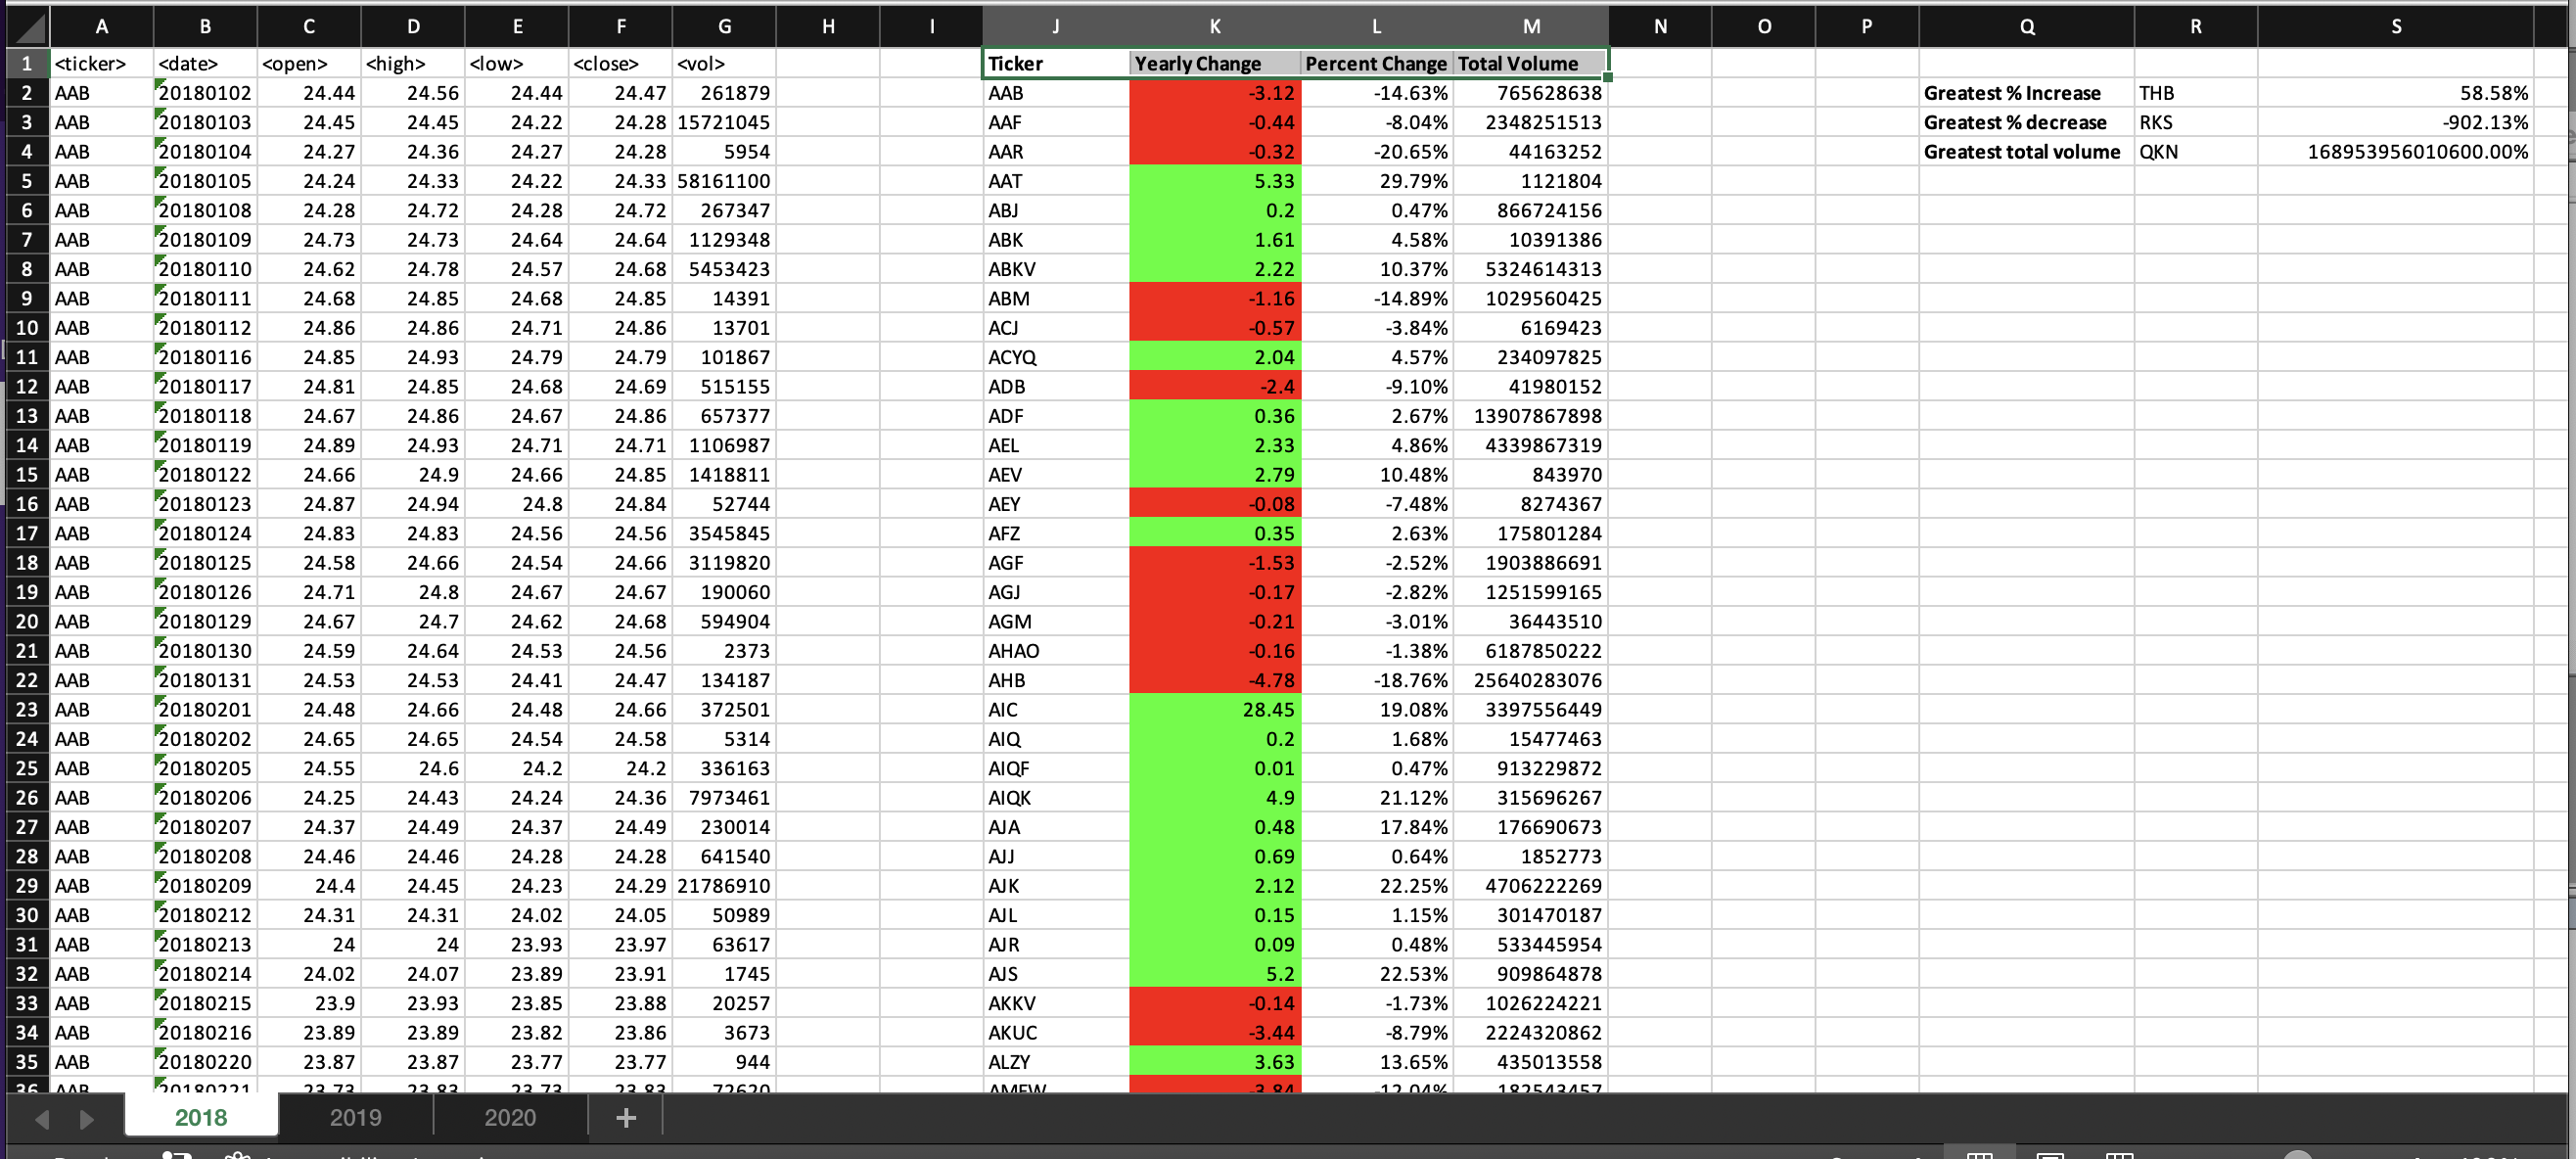 A B C D E F G H I J K L M N O P Q R S
1 <ticker> <date> <open> <high> <low> <close> <vol> Ticker Yearly Change Percent Change Total Volume
2 AAB 20180102 24.44 24.56 24.44 24.47 261879 AAB -3.12 -14.63% 765628638 Greatest % Increase THB 58.58%
3 AAB 20180103 24.45 24.45 24.22 24.28 15721045 AAF -0.44 -8.04% 2348251513 Greatest % decrease RKS -902.13%
4 AAB 20180104 24.27 24.36 24.27 24.28 5954 AAR -0.32 -20.65% 44163252 Greatest total volume QKN 168953956010600.00%
5 AAB 20180105 24.24 24.33 24.22 24.33 58161100 AAT 5.33 29.79% 1121804
6 AAB 20180108 24.28 24.72 24.28 24.72 267347 ABJ 0.2 0.47% 866724156
7 AAB 20180109 24.73 24.73 24.64 24.64 1129348 ABK 1.61 4.58% 10391386
8 AAB 20180110 24.62 24.78 24.57 24.68 5453423 ABKV 2.22 10.37% 5324614313
9 AAB 20180111 24.68 24.85 24.68 24.85 14391 ABM -1.16 -14.89% 1029560425
10 AAB 20180112 24.86 24.86 24.71 24.86 13701 ACJ -0.57 -3.84% 6169423
11 AAB 20180116 24.85 24.93 24.79 24.79 101867 ACYQ 2.04 4.57% 234097825
12 AAB 20180117 24.81 24.85 24.68 24.69 515155 ADB -2.4 -9.10% 41980152
13 AAB 20180118 24.67 24.86 24.67 24.86 657377 ADF 0.36 2.67% 13907867898
14 AAB 20180119 24.89 24.93 24.71 24.71 1106987 AEL 2.33 4.86% 4339867319
15 AAB 20180122 24.66 24.9 24.66 24.85 1418811 AEV 2.79 10.48% 843970
16 AAB 20180123 24.87 24.94 24.8 24.84 52744 AEY -0.08 -7.48% 8274367
17 AAB 20180124 24.83 24.83 24.56 24.56 3545845 AFZ 0.35 2.63% 175801284
18 AAB 20180125 24.58 24.66 24.54 24.66 3119820 AGF -1.53 -2.52% 1903886691
19 AAB 20180126 24.71 24.8 24.67 24.67 190060 AGJ -0.17 -2.82% 1251599165
20 AAB 20180129 24.67 24.7 24.62 24.68 594904 AGM -0.21 -3.01% 36443510
21 AAB 20180130 24.59 24.64 24.53 24.56 2373 AHAO -0.16 -1.38% 6187850222
22 AAB 20180131 24.53 24.53 24.41 24.47 134187 AHB -4.78 -18.76% 25640283076
23 AAB 20180201 24.48 24.66 24.48 24.66 372501 AIC 28.45 19.08% 3397556449
24 AAB 20180202 24.65 24.65 24.54 24.58 5314 AIQ 0.2 1.68% 15477463
25 AAB 20180205 24.55 24.6 24.2 24.2 336163 AIQF 0.01 0.47% 913229872
26 AAB 20180206 24.25 24.43 24.24 24.36 7973461 AIQK 4.9 21.12% 315696267
27 AAB 20180207 24.37 24.49 24.37 24.49 230014 AJA 0.48 17.84% 176690673
28 AAB 20180208 24.46 24.46 24.28 24.28 641540 AJJ 0.69 0.64% 1852773
29 AAB 20180209 24.4 24.45 24.23 24.29 21786910 AJK 2.12 22.25% 4706222269
30 AAB 20180212 24.31 24.31 24.02 24.05 50989 AJL 0.15 1.15% 301470187
31 AAB 20180213 24 24 23.93 23.97 63617 AJR 0.09 0.48% 533445954
32 AAB 20180214 24.02 24.07 23.89 23.91 1745 AJS 5.2 22.53% 909864878
33 AAB 20180215 23.9 23.93 23.85 23.88 20257 AKKV -0.14 -1.73% 1026224221
34 AAB 20180216 23.89 23.89 23.82 23.86 3673 AKUC -3.44 -8.79% 2224320862
35 AAB 20180220 23.87 23.87 23.77 23.77 944 ALZY 3.63 13.65% 435013558
36 AAB 20180221 23.73 23.83 23.73 23.83 72620 AMEW -3.84 -12.04% 182543457
2018 2019 2020 +